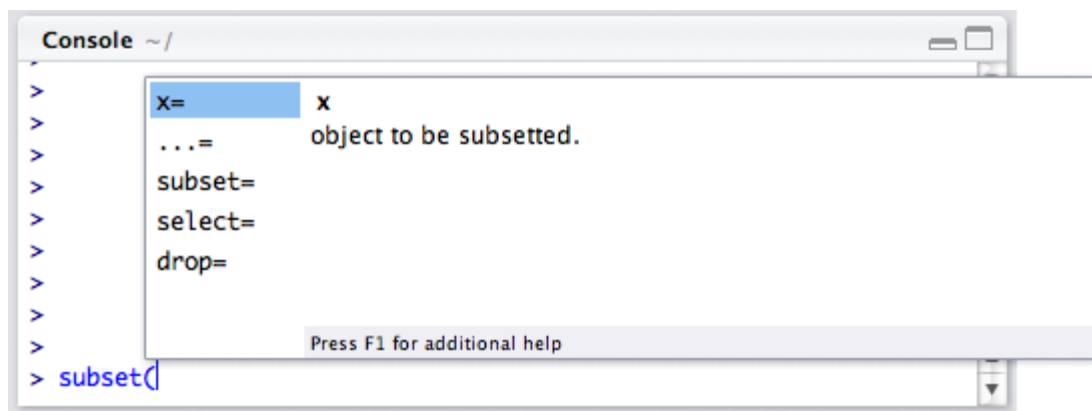 Console ~/
>
>
>
>
>
>
>
>
>
x= x
object to be subsetted.
...=
subset=
select=
drop=
Press F1 for additional help
> subset(